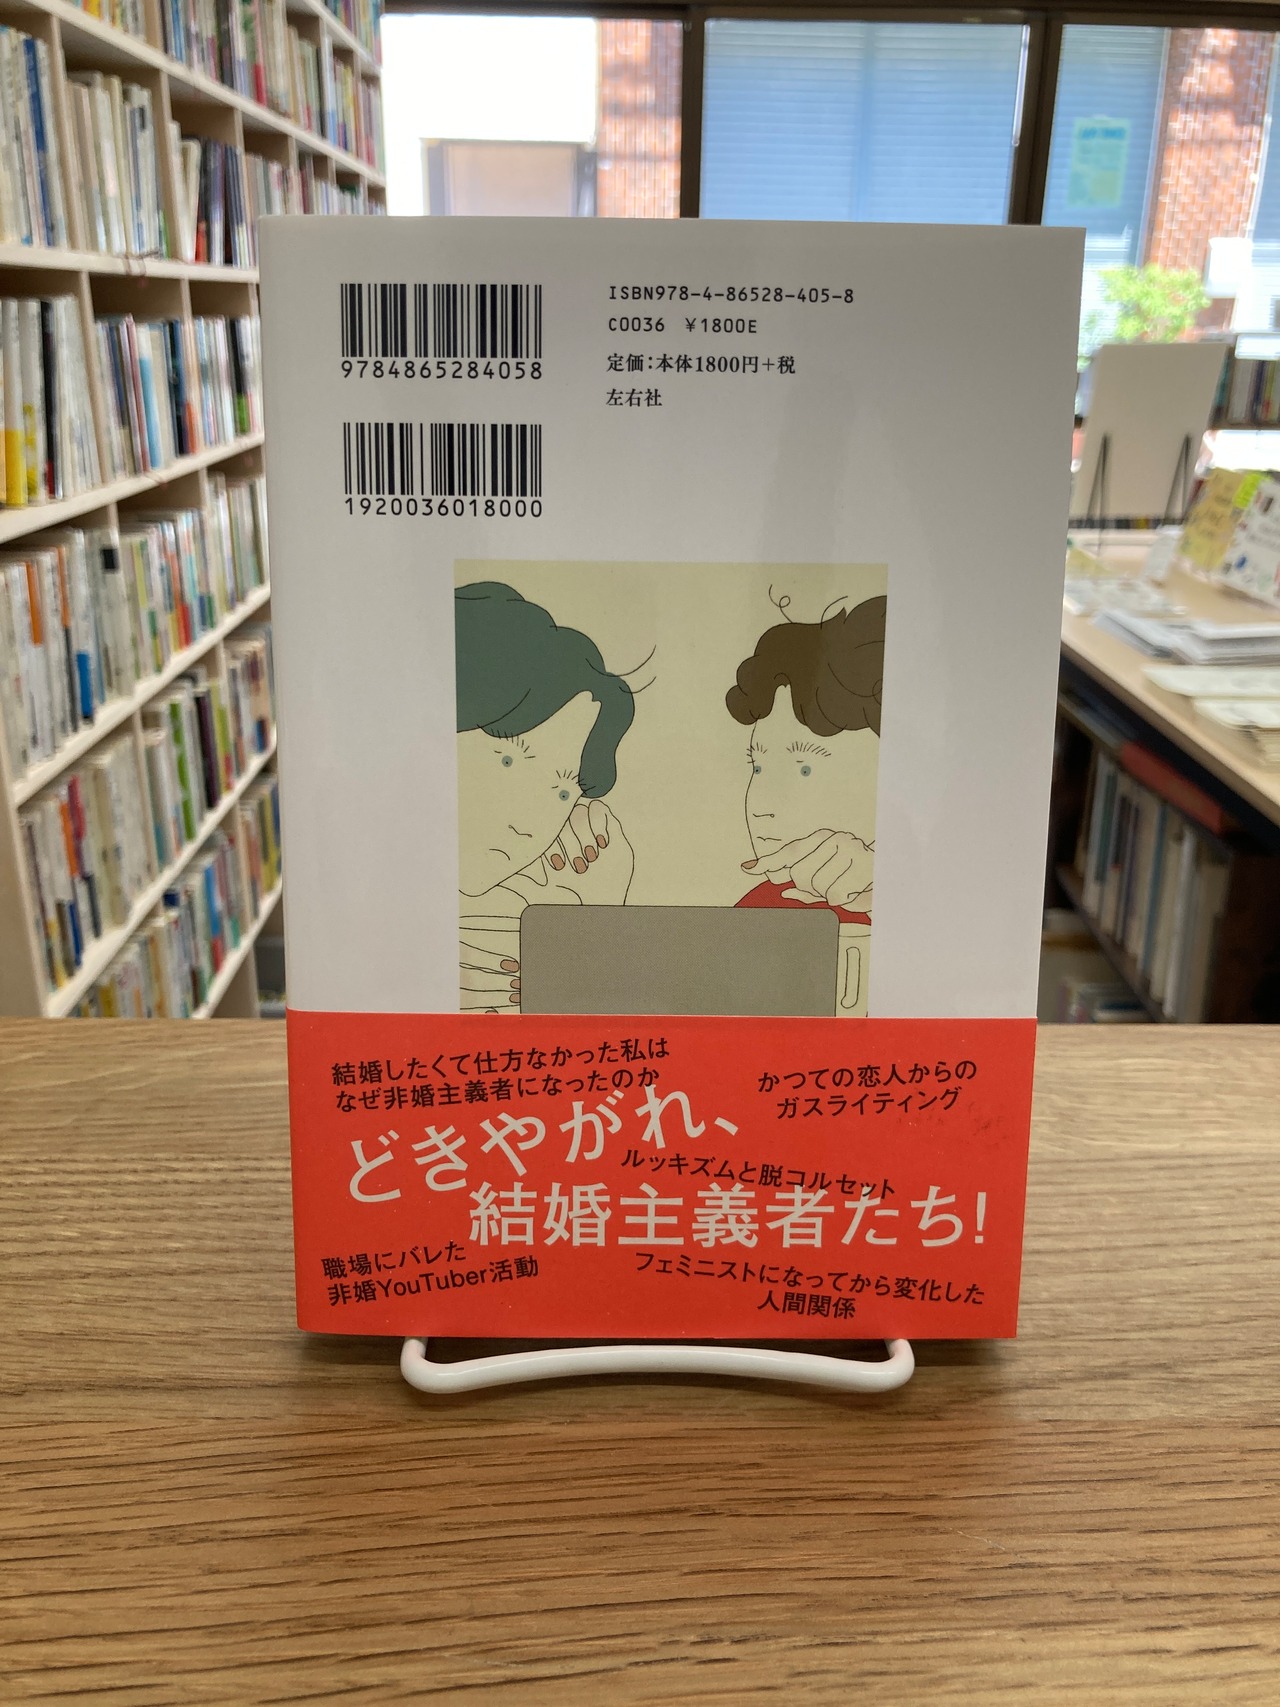 ISBN978-4-86528-405-8
C0036 ¥1800E
定価:本体1800円+税
左右社
9784865284058
1920036018000
結婚したくて仕方なかった私は
なぜ非婚主義者になったのか
かつての恋人からの
ガスライティング
どきやがれ、
ルッキズムと脱コルセット
結婚主義者たち!
職場にバレた
非婚YouTuber活動
フェミニストになってから変化した
人間関係